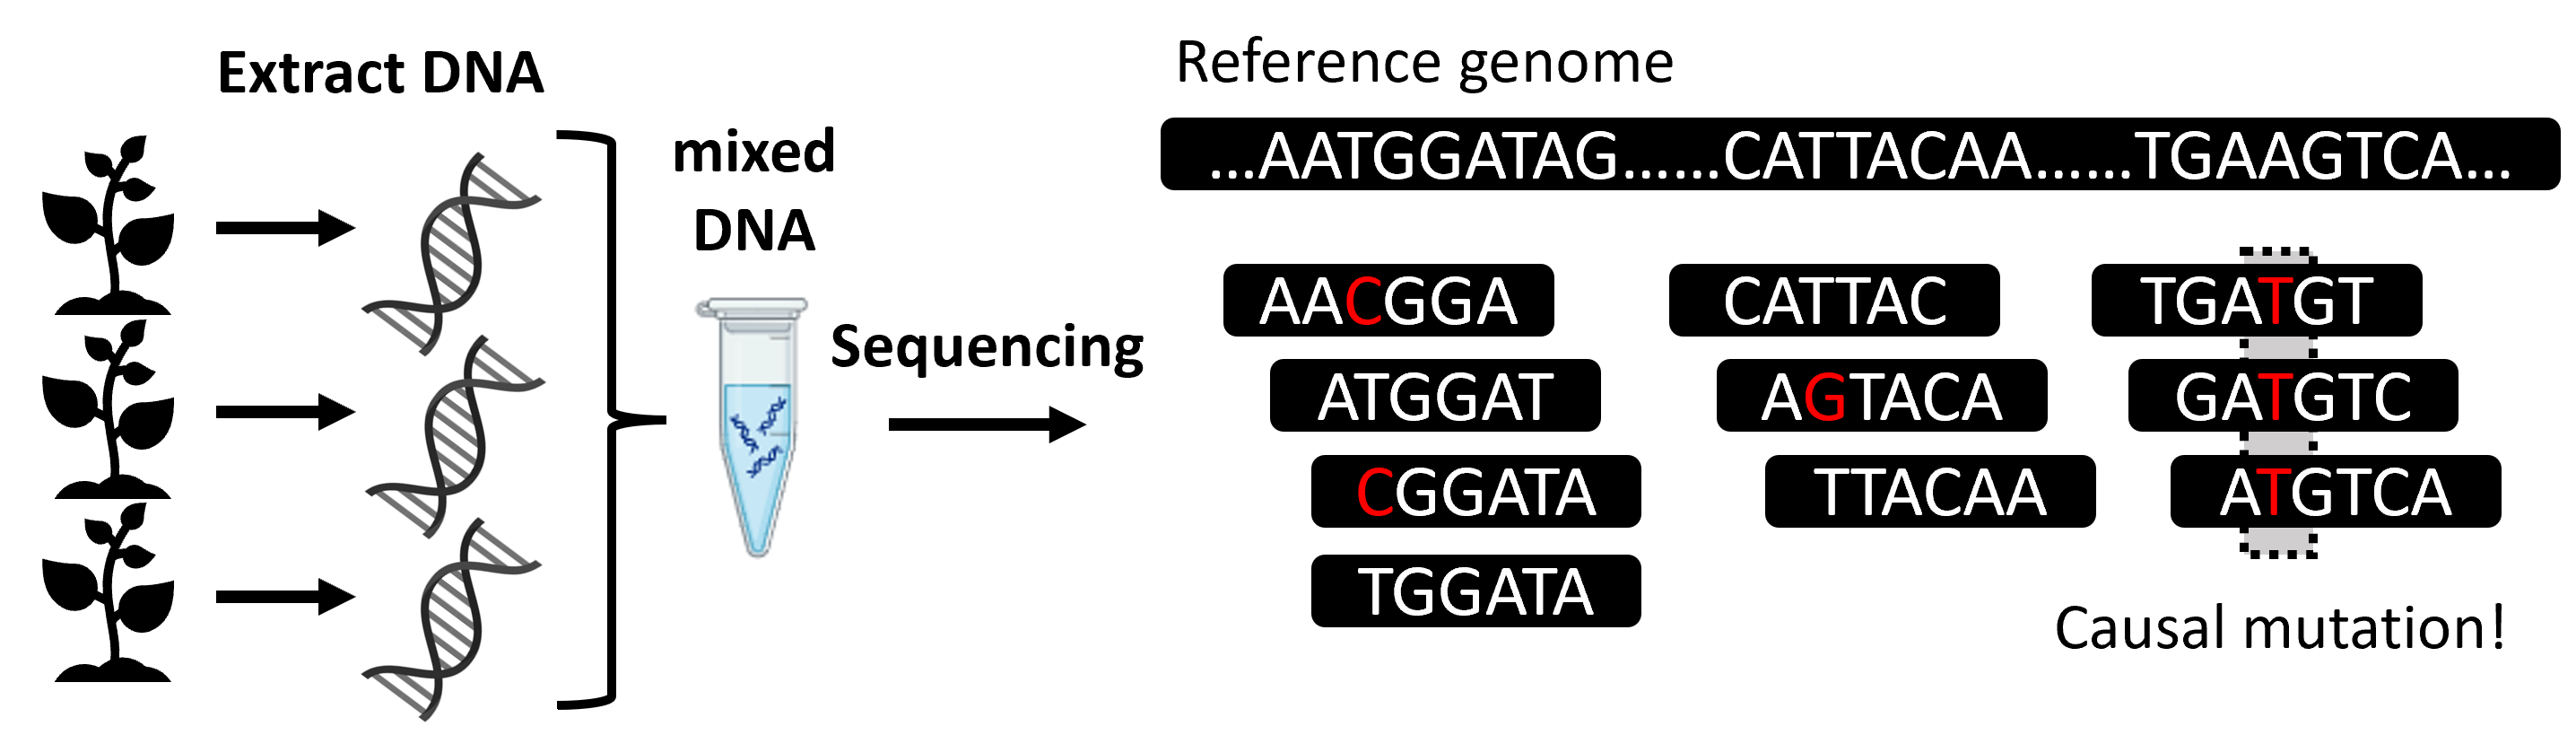 Extract DNA
mixed
DNA
Sequencing
Reference genome
...AATGGATAG......CATTACAA......TGAAGTCA...
AACGGA
CATTAC
TGATGT
ATGGAT
AGTACA
GATGTC
CGGATA
TTACAA
ATGTCA
TGGATA
Causal mutation!